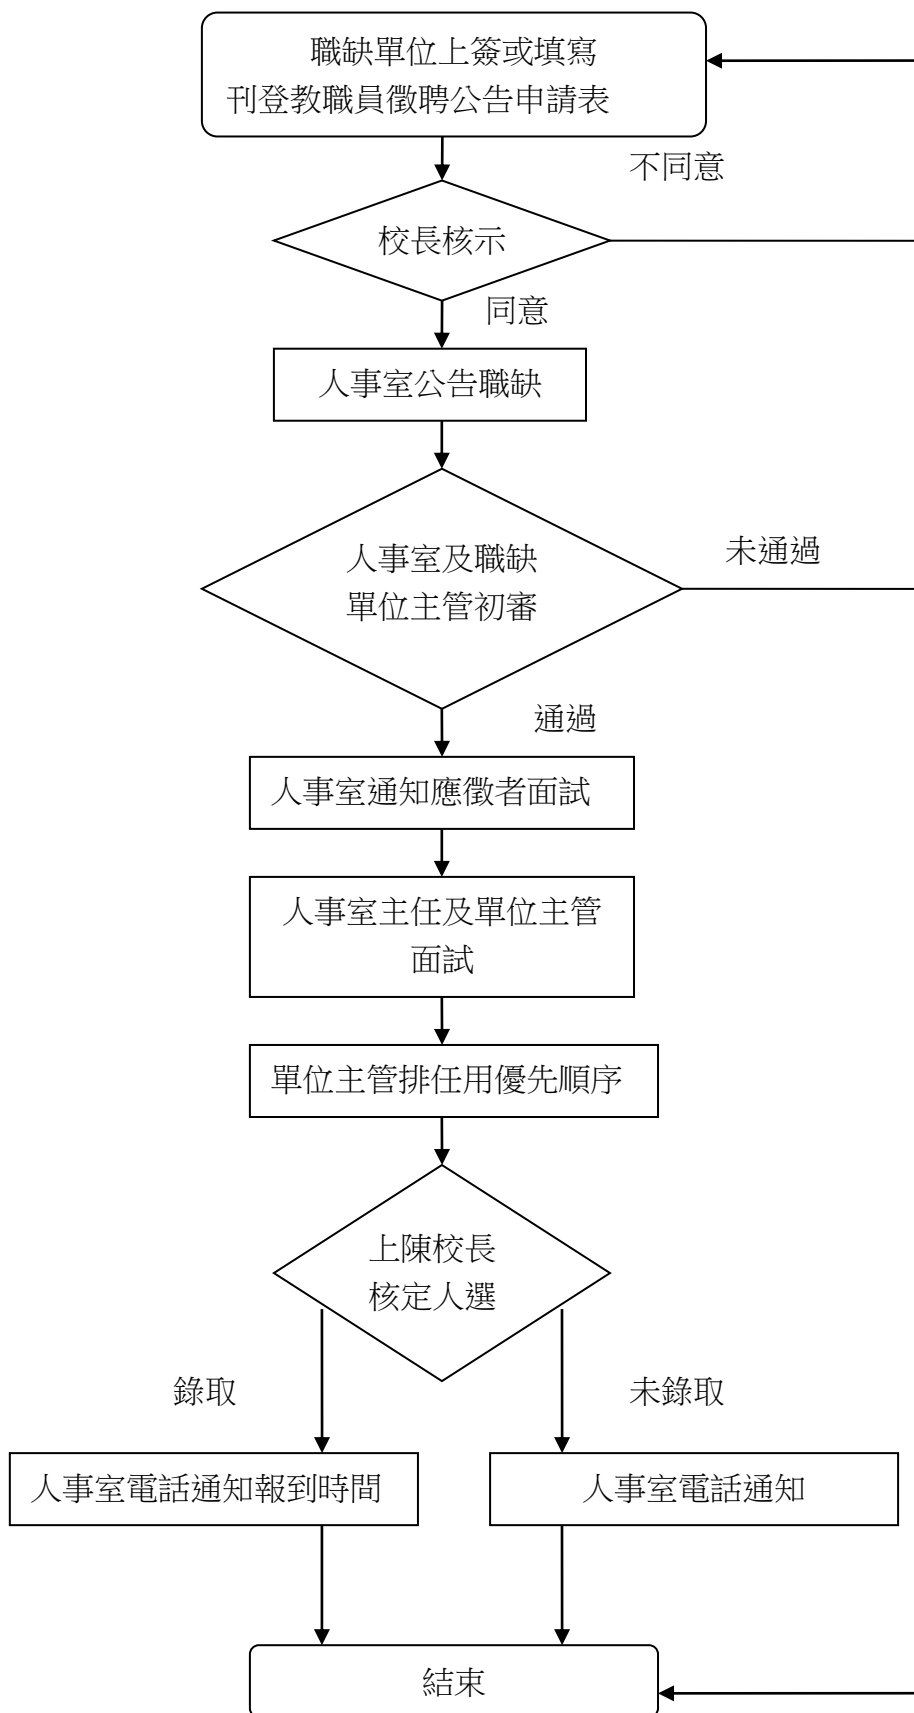 職缺單位上簽或填寫
刊登教職員徵聘公告申請表
不同意
校長核示
同意
人事室公告職缺
人事室及職缺
單位主管初審
未通過
通過
人事室通知應徵者面試
人事室主任及單位主管
面試
單位主管排任用優先順序
上陳校長
核定人選
錄取
未錄取
人事室電話通知報到時間
人事室電話通知
結束